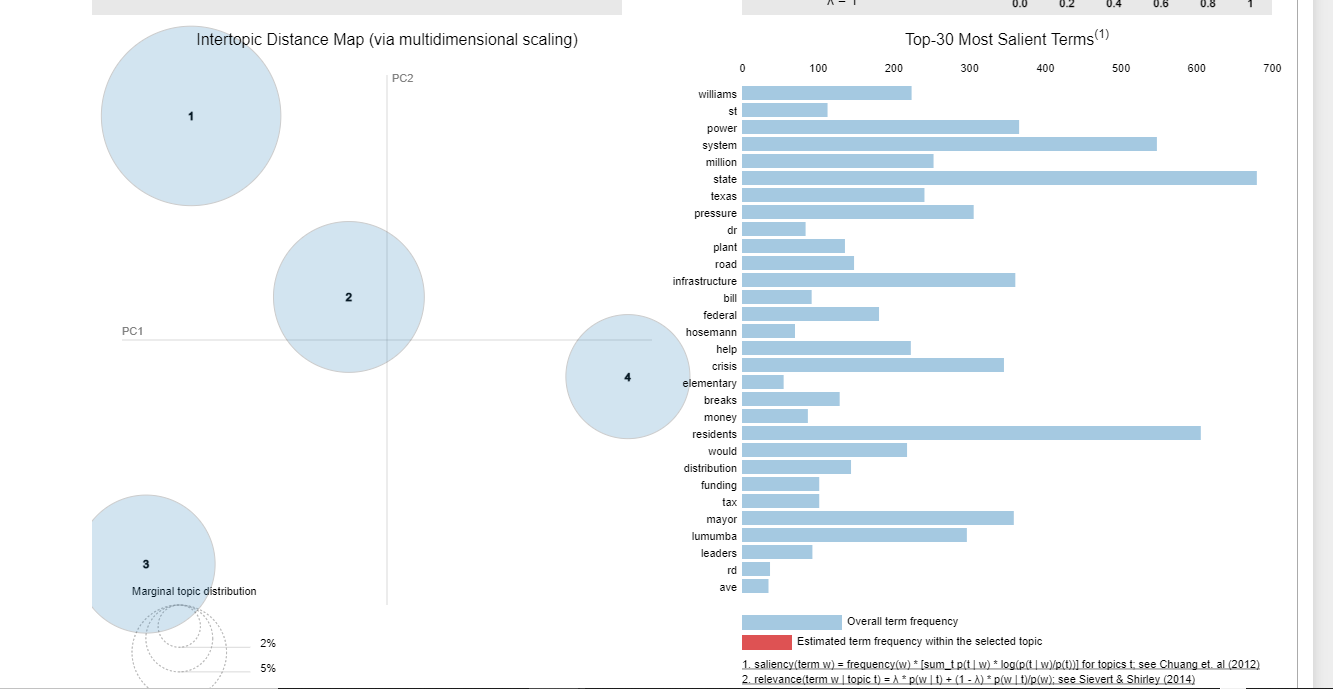 λ = 1
0.0 0.2 0.4 0.6 0.8 1
Intertopic Distance Map (via multidimensional scaling)
PC2
PC1
1
2
4
3
Marginal topic distribution
2%
5%
Top-30 Most Salient Terms(1)
0 100 200 300 400 500 600 700
williams
st
power
system
million
state
texas
pressure
dr
plant
road
infrastructure
bill
federal
hosemann
help
crisis
elementary
breaks
money
residents
would
distribution
funding
tax
mayor
lumumba
leaders
rd
ave
Overall term frequency
Estimated term frequency within the selected topic
1. saliency(term w) = frequency(w) * [sum_t p(t | w) * log(p(t | w)/p(t))] for topics t; see Chuang et. al (2012)
2. relevance(term w | topic t) = λ * p(w | t) + (1 - λ) * p(w | t)/p(w); see Sievert & Shirley (2014)